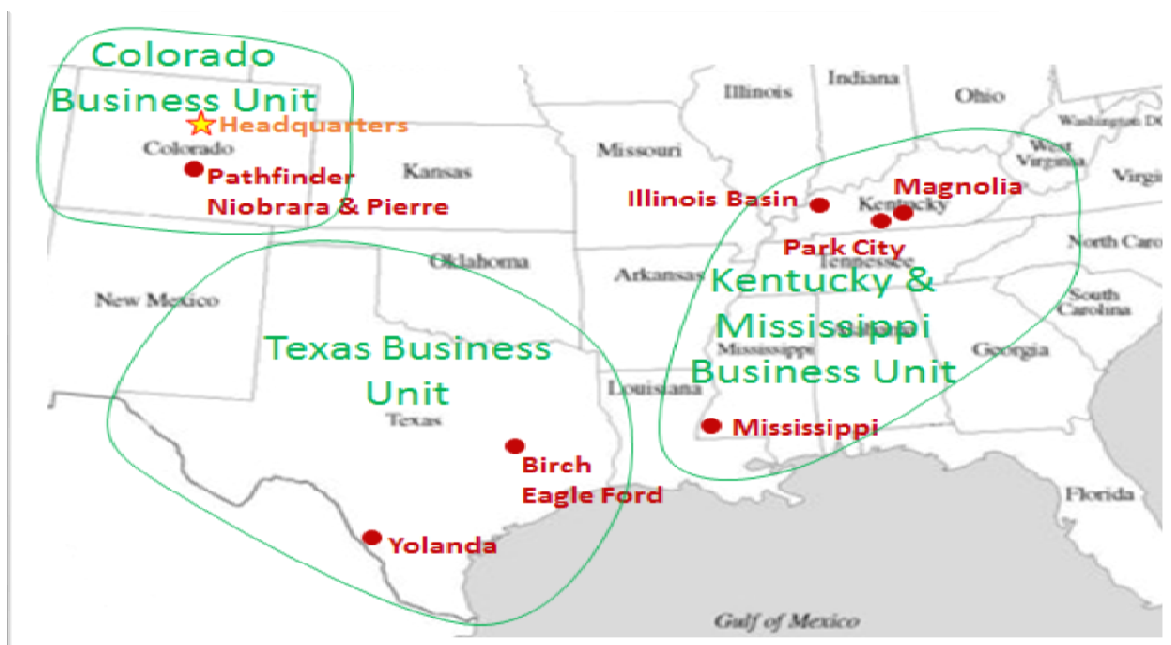 Colorado
Business Unit
Headquarters
Colorado
Pathfinder
Niobrara & Pierre
Kansas
Missouri
Illinois
Indiana
Ohio
Washington DC
West
Virginia
Illinois Basin
Magnolia
Kentucky
Park City
Tennessee
North Caro
South
Carolina
Oklahoma
Arkansas
New Mexico
Kentucky &
Mississippi
Business Unit
Mississippi
Georgia
Texas Business
Unit
Louisiana
Texas
Mississippi
Birch
Eagle Ford
Florida
Yolanda
Gulf of Mexico